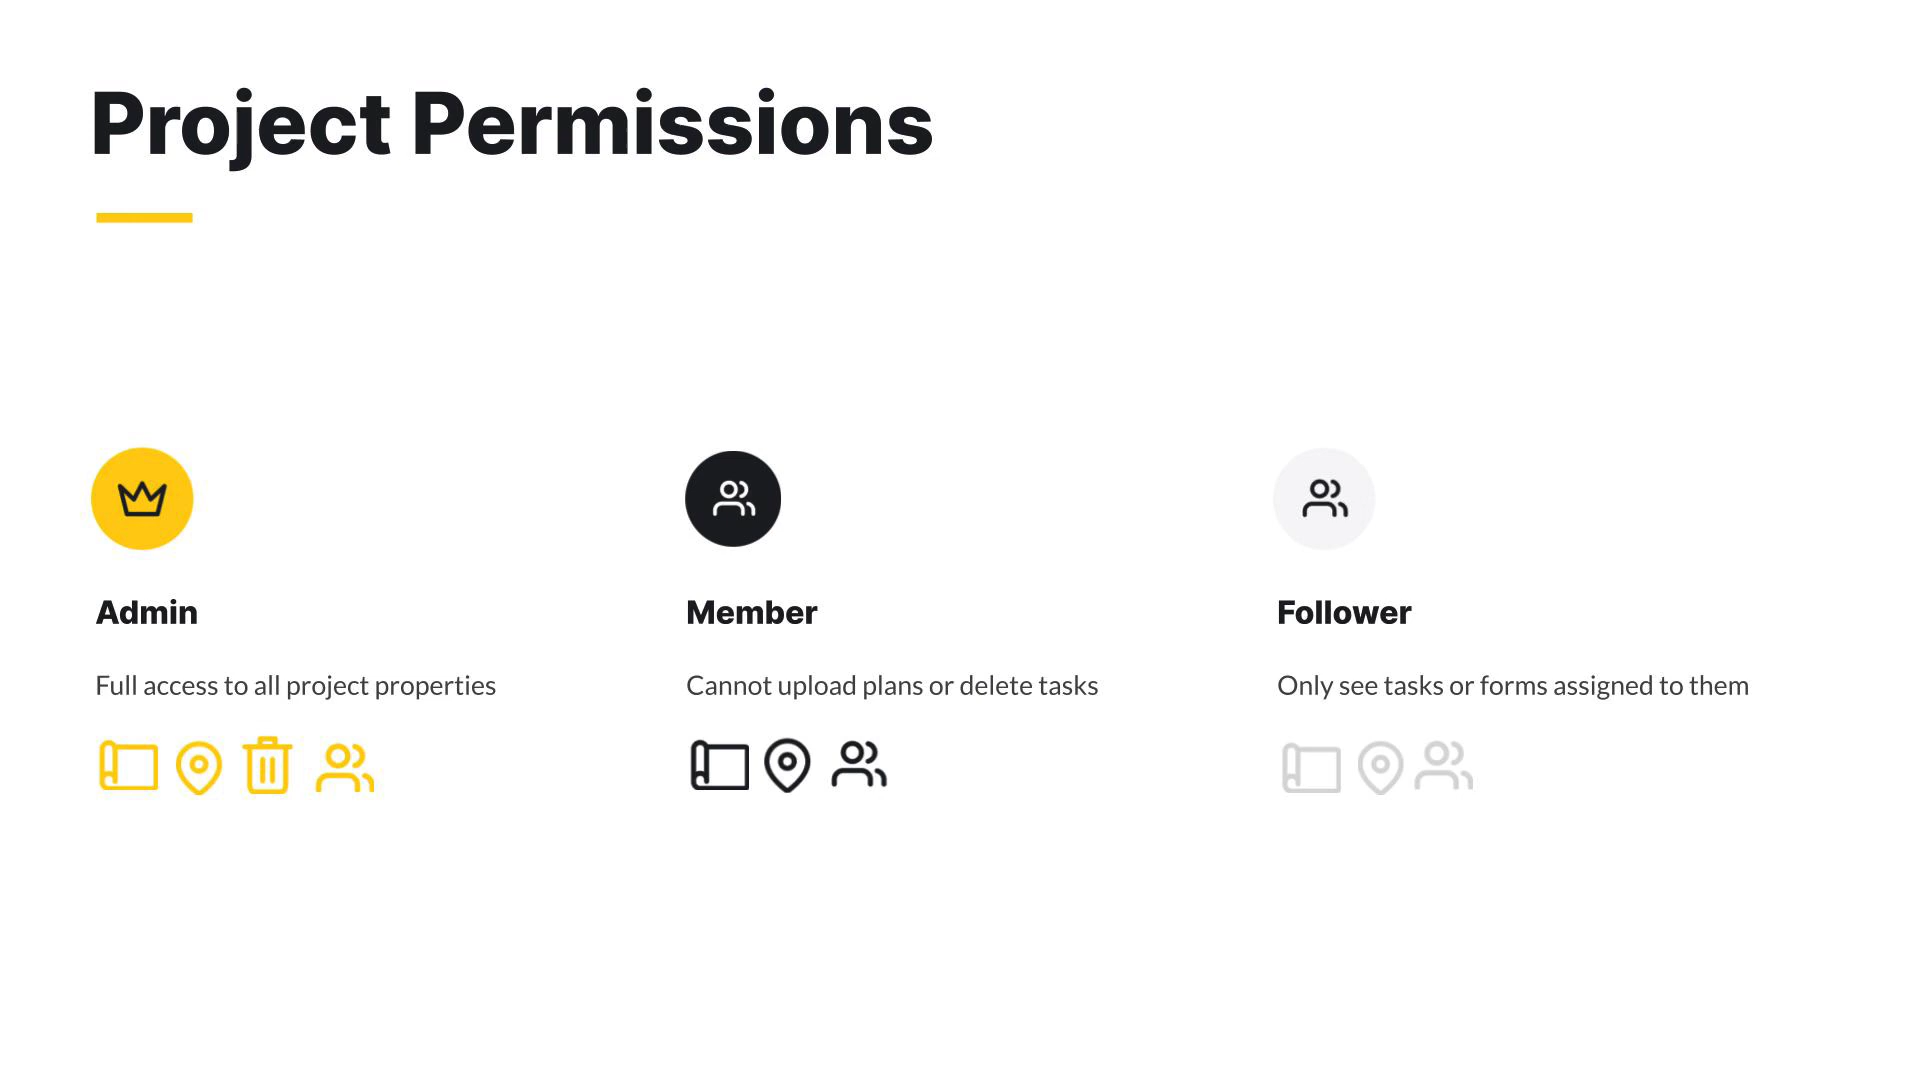 Project Permissions
Admin
Full access to all project properties
Member
Cannot upload plans or delete tasks
Follower
Only see tasks or forms assigned to them